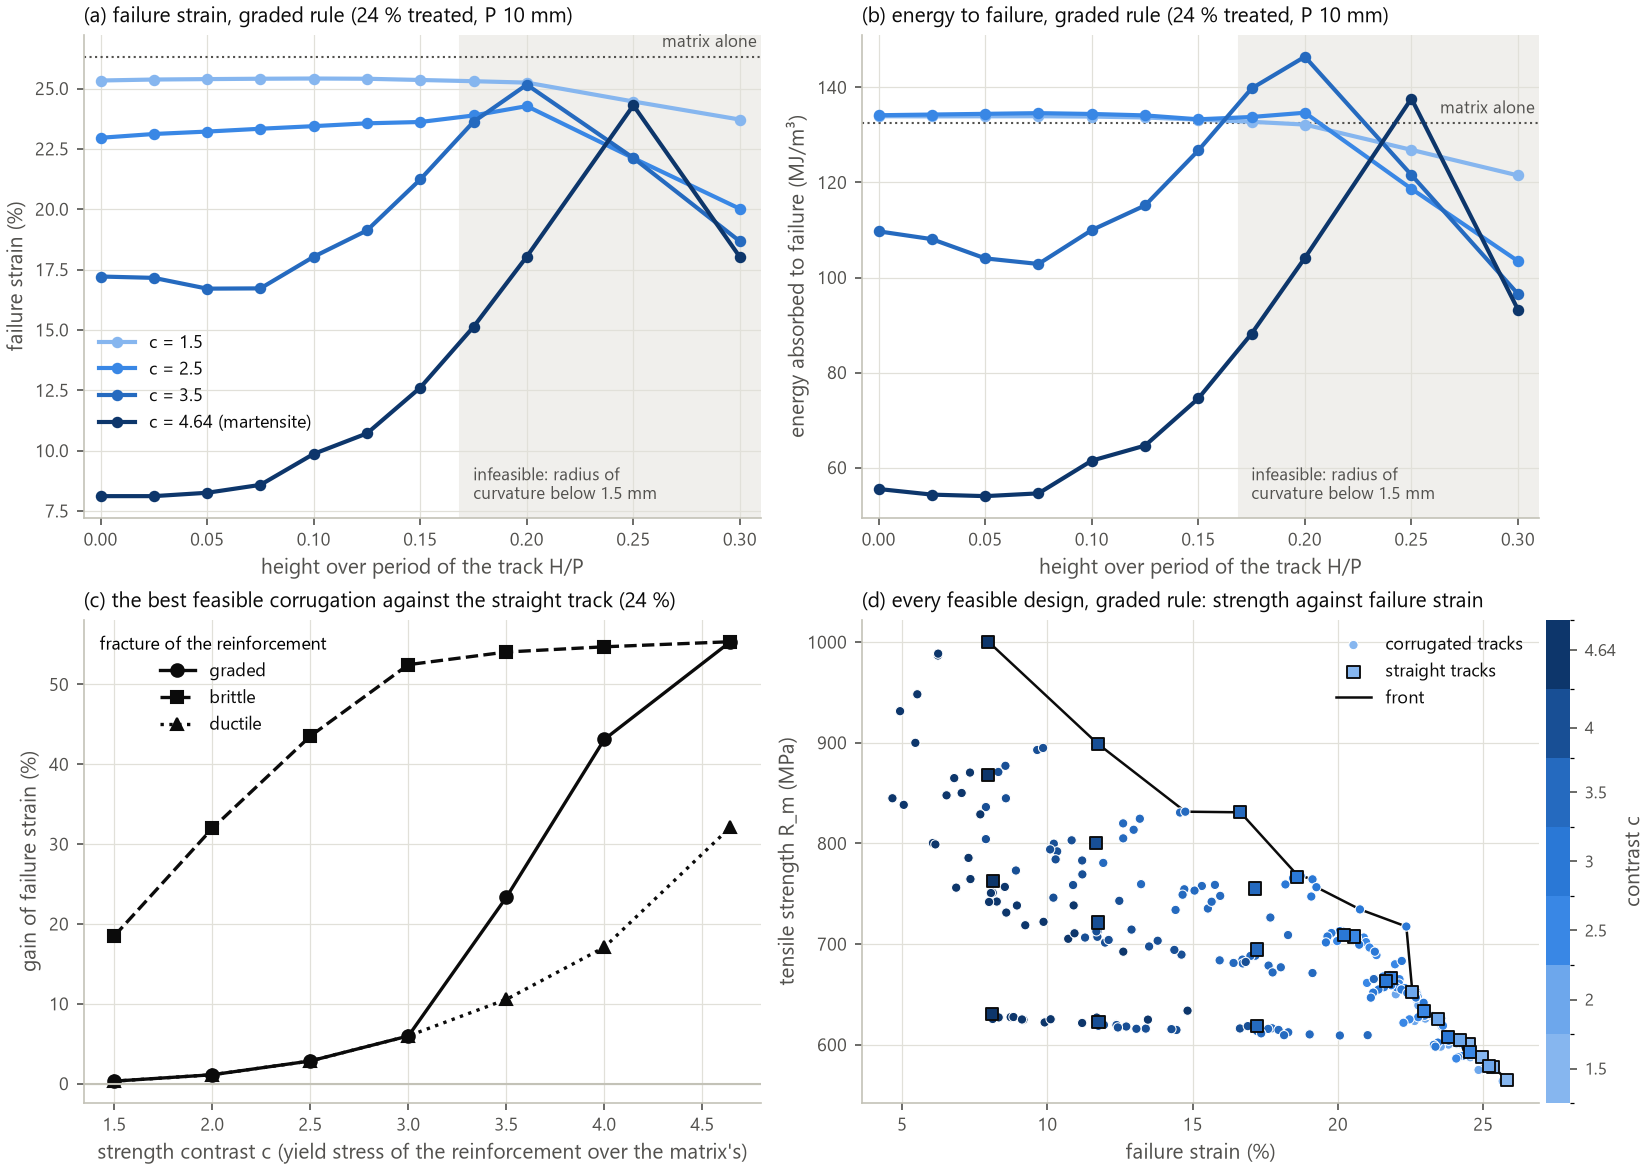 (a) failure strain, graded rule (24 % treated, P 10 mm)
matrix alone
25.0
22.5
20.0
17.5
15.0
12.5
10.0
7.5
failure strain (%)
c = 1.5
c = 2.5
c = 3.5
c = 4.64 (martensite)
infeasible: radius of
curvature below 1.5 mm
0.00
0.05
0.10
0.15
0.20
0.25
0.30
height over period of the track H/P
(b) energy to failure, graded rule (24 % treated, P 10 mm)
matrix alone
140
120
100
80
60
energy absorbed to failure (MJ/m³)
infeasible: radius of
curvature below 1.5 mm
0.00
0.05
0.10
0.15
0.20
0.25
0.30
height over period of the track H/P
(c) the best feasible corrugation against the straight track (24 %)
fracture of the reinforcement
graded
brittle
ductile
50
40
30
20
10
0
gain of failure strain (%)
1.5
2.0
2.5
3.0
3.5
4.0
4.5
strength contrast c (yield stress of the reinforcement over the matrix's)
(d) every feasible design, graded rule: strength against failure strain
corrugated tracks
straight tracks
front
1000
900
800
700
600
tensile strength R_m (MPa)
5
10
15
20
25
failure strain (%)
4.64
4
3.5
3
2.5
2
1.5
contrast c